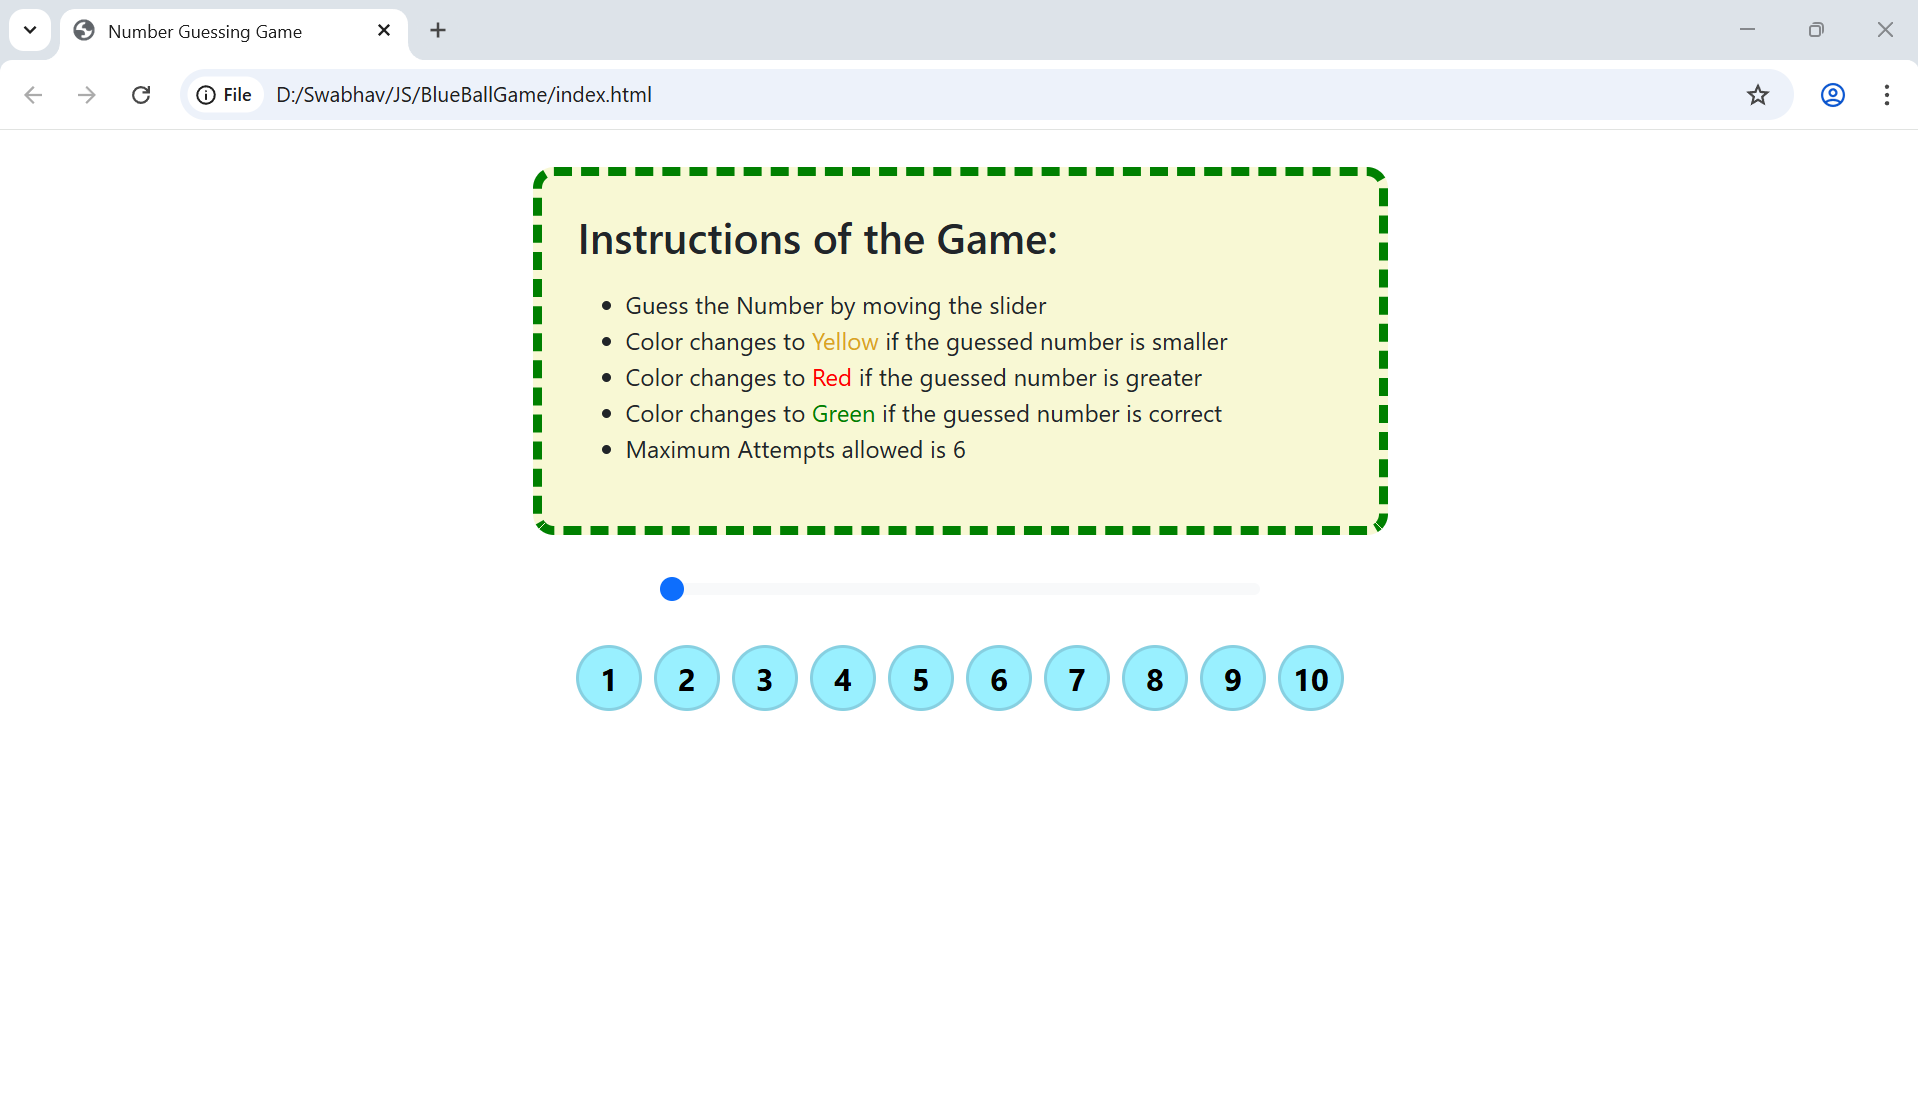 Number Guessing Game
File D:/Swabhav/JS/BlueBallGame/index.html
Instructions of the Game:
Guess the Number by moving the slider
Color changes to Yellow if the guessed number is smaller
Color changes to Red if the guessed number is greater
Color changes to Green if the guessed number is correct
Maximum Attempts allowed is 6
1 2 3 4 5 6 7 8 9 10